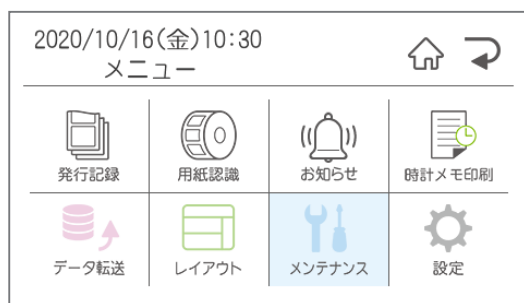 2020/10/16(金)10:30
メニュー
発行記録 用紙認識 お知らせ 時計メモ印刷
データ転送 レイアウト メンテナンス 設定